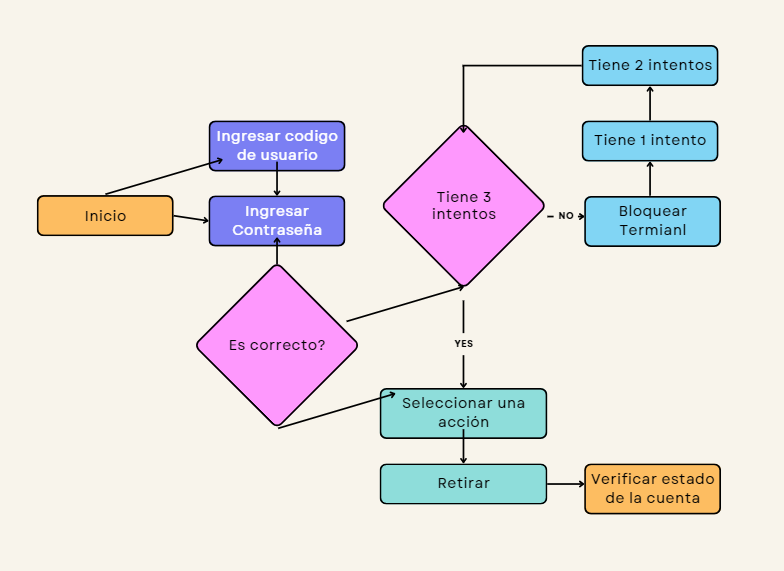 Tiene 2 intentos
Ingresar codigo
de usuario
Tiene 1 intento
Inicio
Ingresar
Contraseña
Tiene 3
intentos
NO
Bloquear
Termianl
Es correcto?
YES
Seleccionar una
acción
Retirar
Verificar estado
de la cuenta